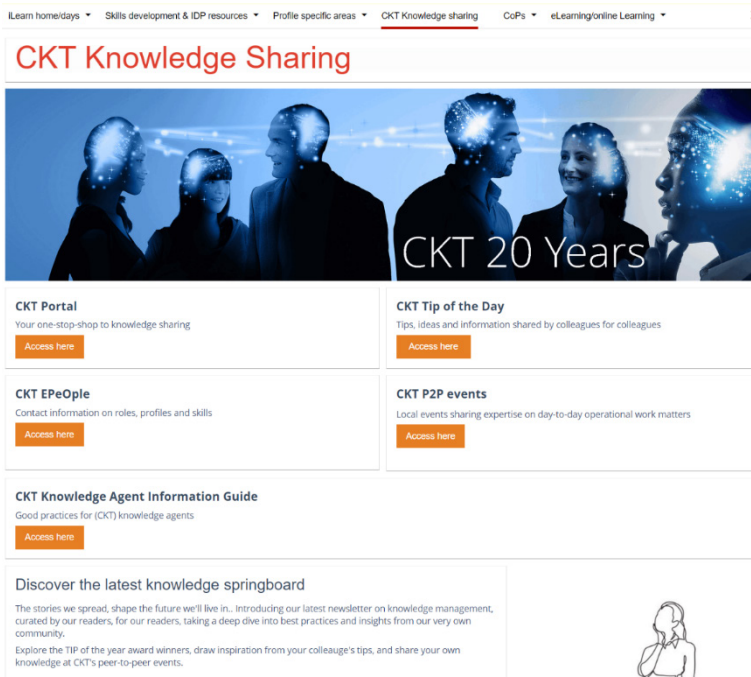 iLearn home/days Skills development & IDP resources Profile specific areas CKT Knowledge sharing CoPs eLearning/online Learning
CKT Knowledge Sharing
CKT 20 Years
CKT Portal
Your one-stop-shop to knowledge sharing
Access here
CKT Tip of the Day
Tips, ideas and information shared by colleagues for colleagues
Access here
CKT EPeOple
Contact information on roles, profiles and skills
Access here
CKT P2P events
Local events sharing expertise on day-to-day operational work matters
Access here
CKT Knowledge Agent Information Guide
Good practices for (CKT) knowledge agents
Access here
Discover the latest knowledge springboard
The stories we spread, shape the future we'll live in.. Introducing our latest newsletter on knowledge management,
curated by our readers, for our readers, taking a deep dive into best practices and insights from our very own
community.
Explore the TIP of the year award winners, draw inspiration from your colleauge's tips, and share your own
knowledge at CKT's peer-to-peer events.